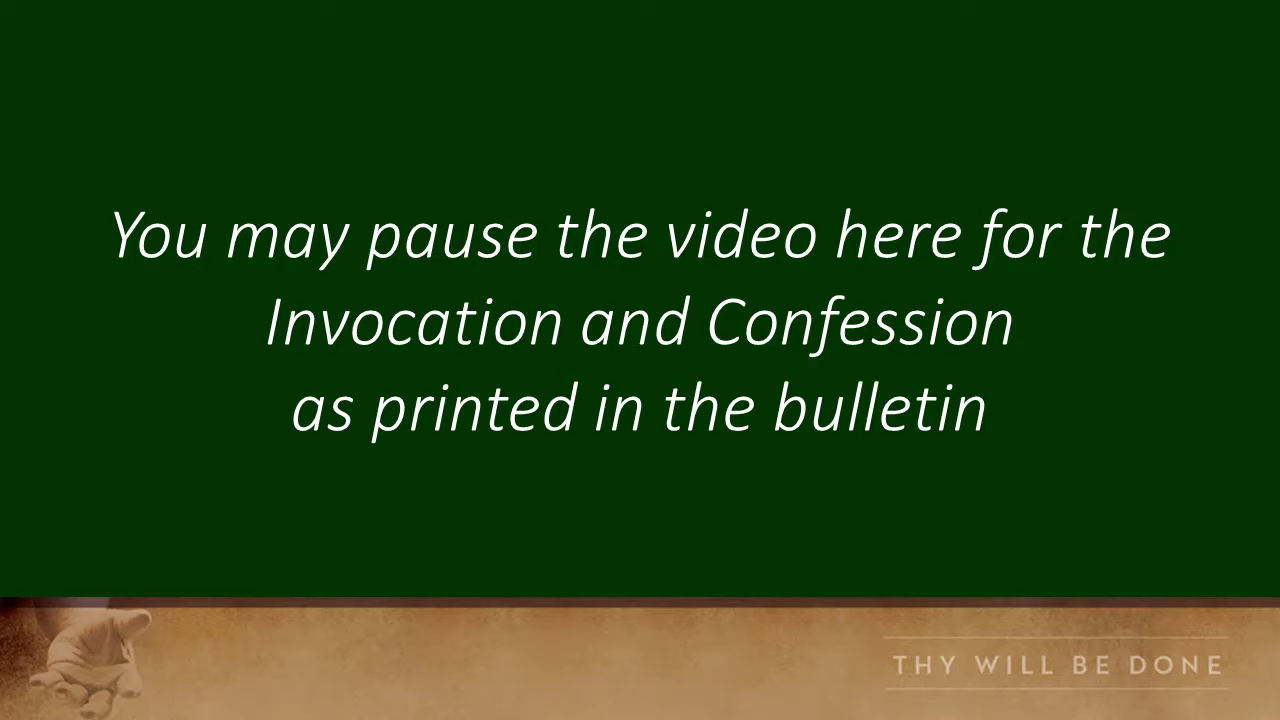 You may pause the video here for the
Invocation and Confession
as printed in the bulletin
THY WILL BE DONE